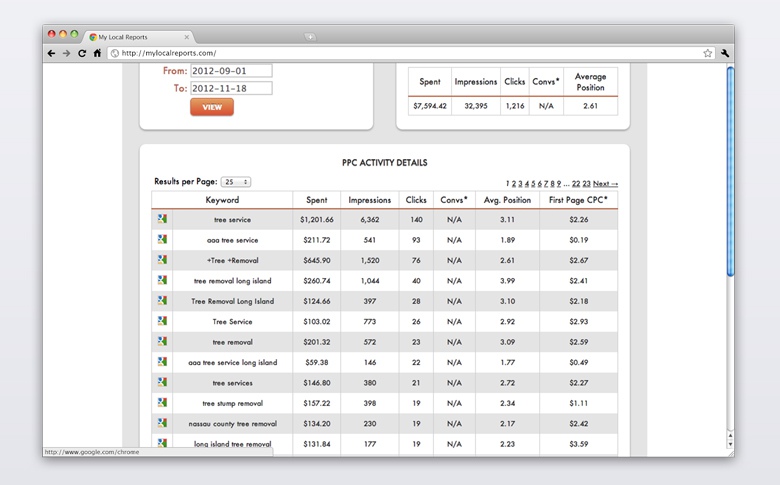 My Local Reports
http://mylocalreports.com/
From: 2012-09-01
To: 2012-11-18
VIEW
Spent Impressions Clicks Convs* Average Position
$7,594.42 32,395 1,216 N/A 2.61
PPC ACTIVITY DETAILS
Results per Page: 25 1 2 3 4 5 6 7 8 9 ... 22 23 Next →
Keyword Spent Impressions Clicks Convs* Avg. Position First Page CPC*
tree service $1,201.66 6,362 140 N/A 3.11 $2.26
aaa tree service $211.72 541 93 N/A 1.89 $0.19
+Tree +Removal $645.90 1,520 76 N/A 2.61 $2.67
tree removal long island $260.74 1,044 40 N/A 3.99 $2.41
Tree Removal Long Island $124.66 397 28 N/A 3.10 $2.18
Tree Service $103.02 773 26 N/A 2.92 $2.93
tree removal $201.32 572 23 N/A 3.09 $2.59
aaa tree service long island $59.38 146 22 N/A 1.77 $0.49
tree services $146.80 380 21 N/A 2.72 $2.27
tree stump removal $157.22 398 19 N/A 2.34 $1.11
nassau county tree removal $134.20 230 19 N/A 2.17 $2.42
long island tree removal $131.84 177 19 N/A 2.23 $3.59
http://www.google.com/chrome